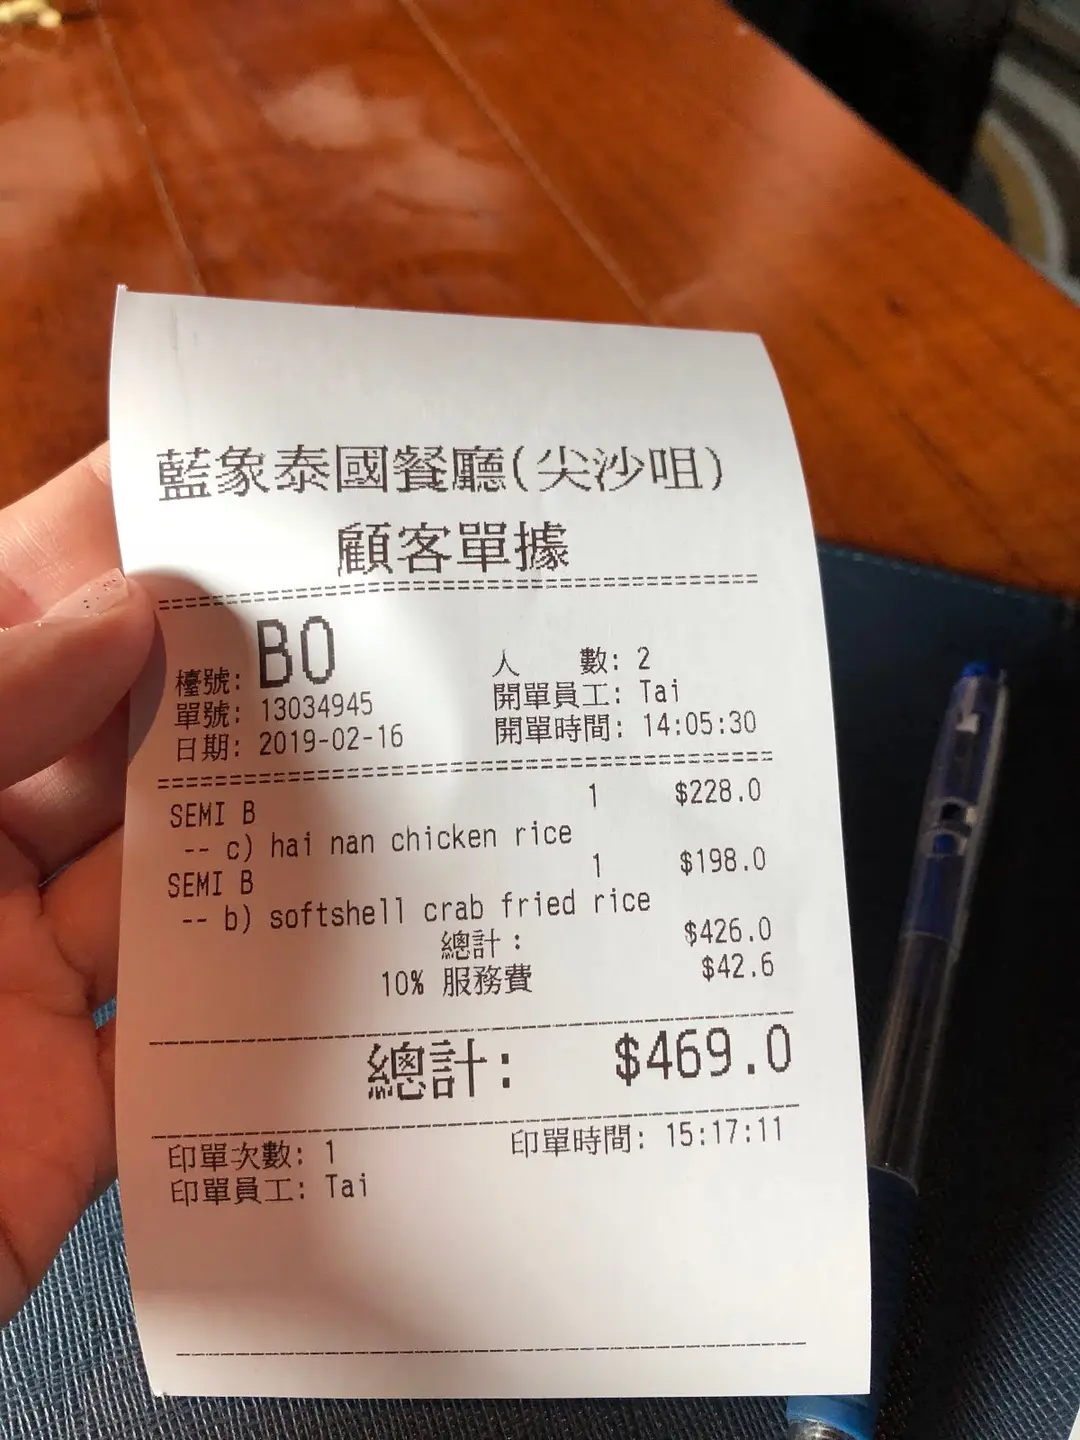 藍象泰國餐廳(尖沙咀)
顧客單據
檯號: B0
人 數: 2
單號: 13034945
開單員工: Tai
日期: 2019-02-16
開單時間: 14:05:30
SEMI B 1 $228.0
-- c) hai nan chicken rice
SEMI B 1 $198.0
-- b) softshell crab fried rice
總計: $426.0
10% 服務費 $42.6
總計: $469.0
印單次數: 1
印單時間: 15:17:11
印單員工: Tai